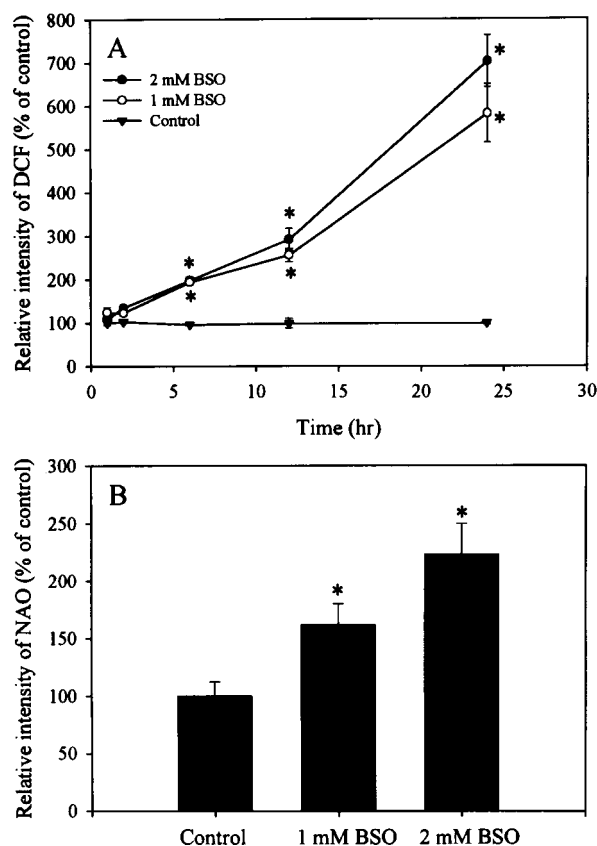 A
2 mM BSO
1 mM BSO
Control
Relative intensity of DCF (% of control)
800
700
600
500
400
300
200
100
0
* * * * * *
0 5 10 15 20 25 30
Time (hr)
B
Relative intensity of NAO (% of control)
300
250
200
150
100
50
0
* *
Control 1 mM BSO 2 mM BSO